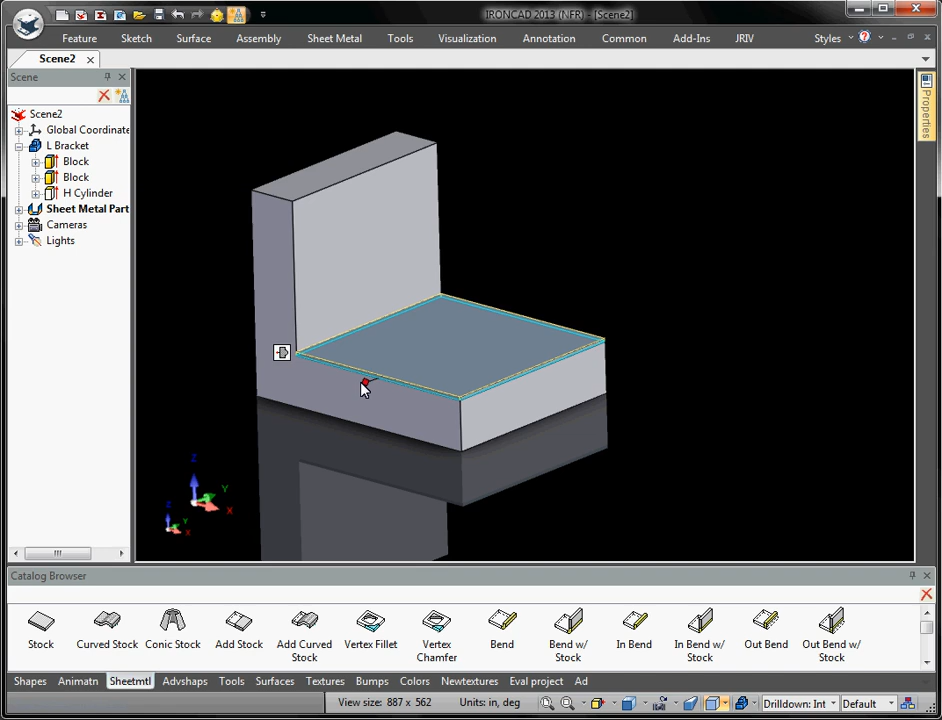 IRONCAD 2013 (NFR) - [Scene2]
Feature Sketch Surface Assembly Sheet Metal Tools Visualization Annotation Common Add-Ins JRIV Styles
Scene2
Scene
Properties
Scene2
Global Coordinate
L Bracket
Block
Block
H Cylinder
Sheet Metal Part
Cameras
Lights
Z
Y
X
Z
Y
X
Catalog Browser
Stock
Curved Stock
Conic Stock
Add Stock
Add Curved
Stock
Vertex Fillet
Vertex
Chamfer
Bend
Bend w/
Stock
In Bend
In Bend w/
Stock
Out Bend
Out Bend w/
Stock
Shapes Animatn Sheetmtl Advshaps Tools Surfaces Textures Bumps Colors Newtextures Eval project Ad
View size: 887 x 562 Units: in, deg Drilldown: Int Default